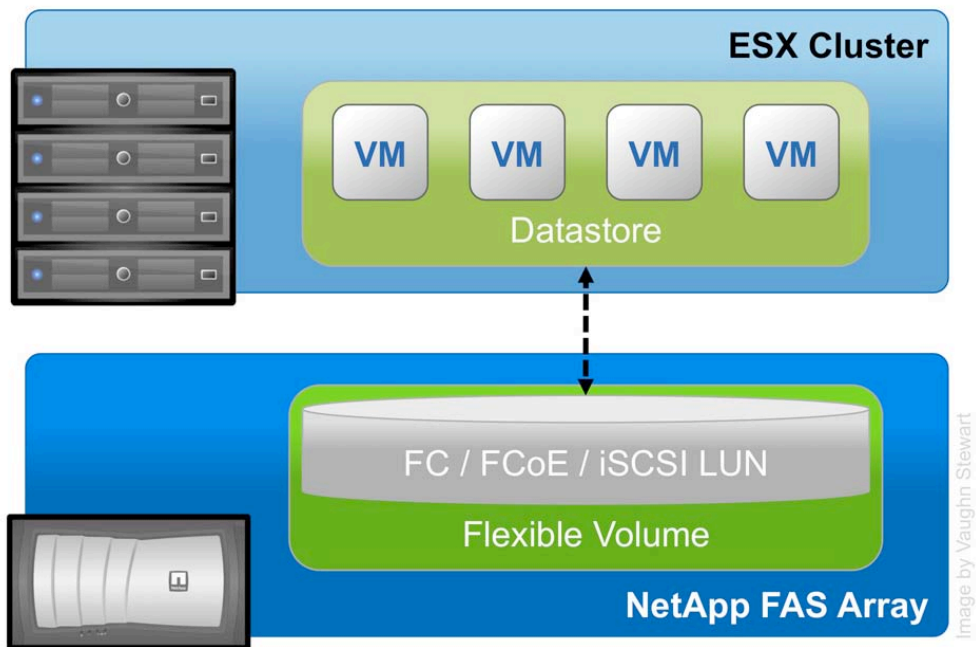 ESX Cluster
VM VM VM VM
Datastore
FC / FCoE / iSCSI LUN
Flexible Volume
NetApp FAS Array
Image by Vaughn Stewart